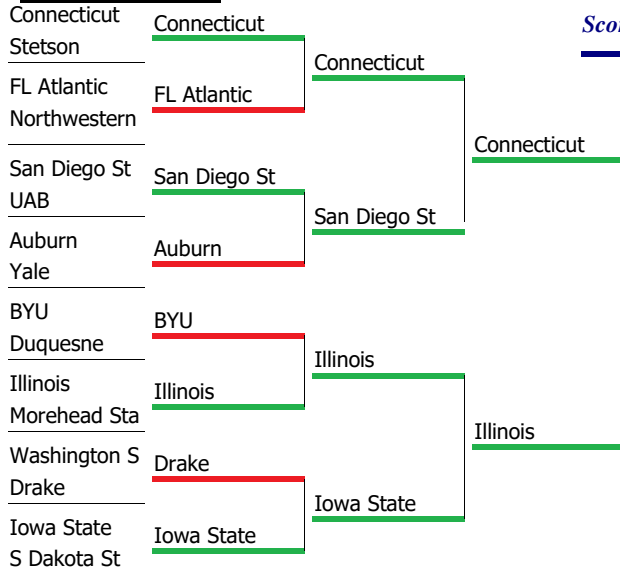 Connecticut
Stetson
FL Atlantic
Northwestern
San Diego St
UAB
Auburn
Yale
BYU
Duquesne
Illinois
Morehead Sta
Washington S
Drake
Iowa State
S Dakota St
Connecticut
FL Atlantic
San Diego St
Auburn
BYU
Illinois
Drake
Iowa State
Connecticut
San Diego St
Illinois
Iowa State
Connecticut
Illinois